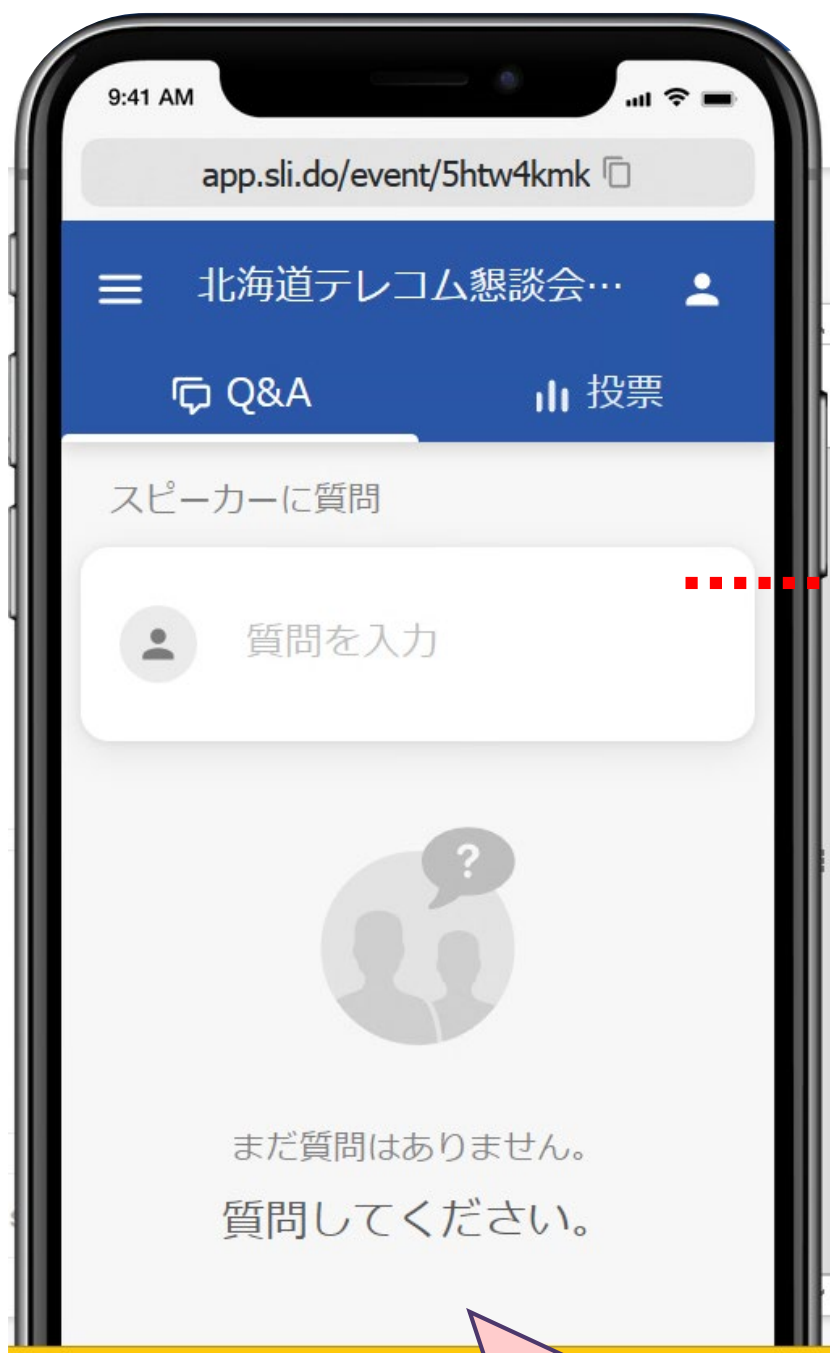 9:41 AM
app.sli.do/event/5htw4kmk
北海道テレコム懇談会…
Q&A
投票
スピーカーに質問
質問を入力
?
まだ質問はありません。
質問してください。